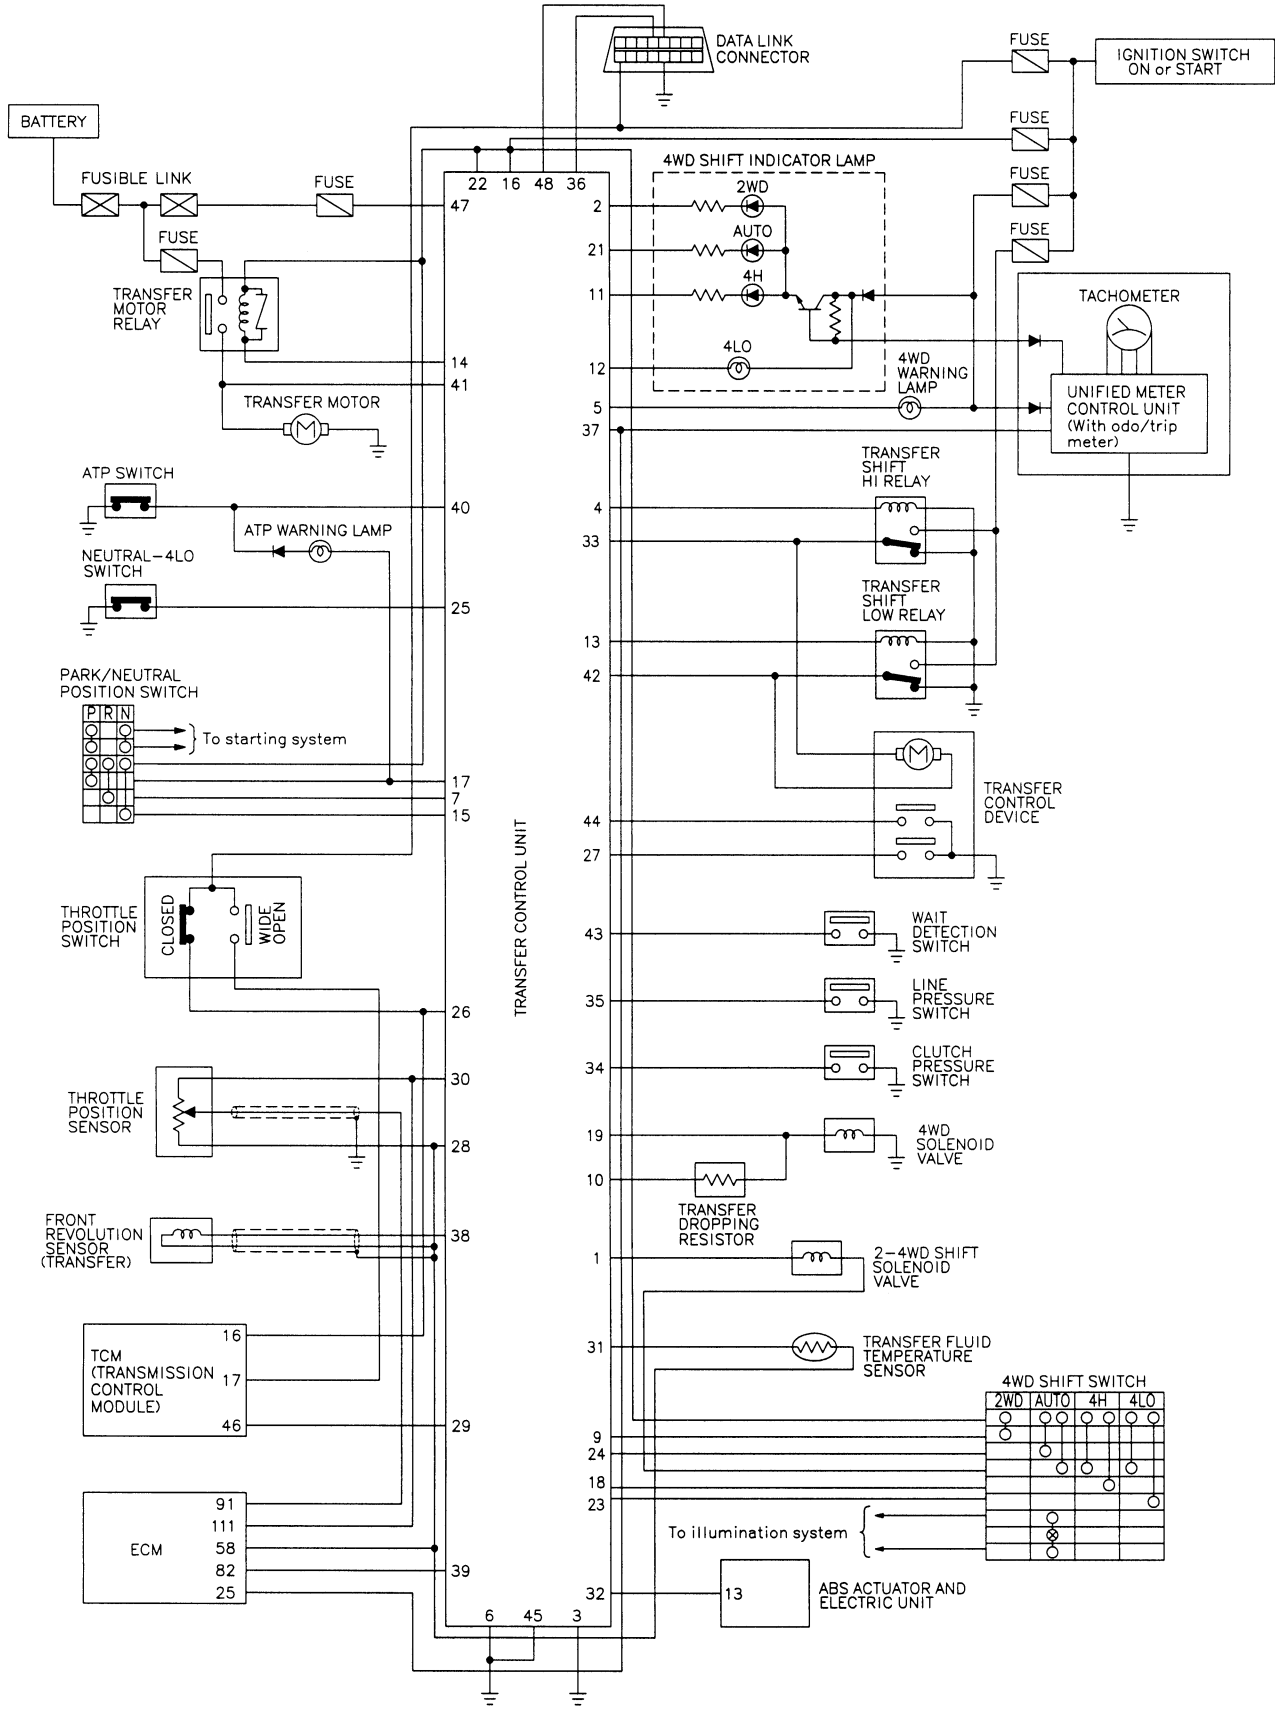 DATA LINK
CONNECTOR
FUSE
IGNITION SWITCH
ON or START
BATTERY
FUSE
22 16 48 36
4WD SHIFT INDICATOR LAMP
FUSIBLE LINK
FUSE
47
FUSE
2
2WD
FUSE
21
AUTO
FUSE
11
4H
TRANSFER
MOTOR
RELAY
14
41
12
4LO
4WD
WARNING
LAMP
5
37
TACHOMETER
UNIFIED METER
CONTROL UNIT
(With odo/trip
meter)
TRANSFER MOTOR
M
ATP SWITCH
40
ATP WARNING LAMP
NEUTRAL-4LO
SWITCH
25
TRANSFER
SHIFT
HI RELAY
4
33
TRANSFER
SHIFT
LOW RELAY
13
42
PARK/NEUTRAL
POSITION SWITCH
P R N
To starting system
17
7
15
M
TRANSFER
CONTROL
DEVICE
44
27
TRANSFER CONTROL UNIT
THROTTLE
POSITION
SWITCH
CLOSED
WIDE
OPEN
26
43
WAIT
DETECTION
SWITCH
35
LINE
PRESSURE
SWITCH
34
CLUTCH
PRESSURE
SWITCH
THROTTLE
POSITION
SENSOR
30
28
19
4WD
SOLENOID
VALVE
10
TRANSFER
DROPPING
RESISTOR
FRONT
REVOLUTION
SENSOR
(TRANSFER)
38
1
2-4WD SHIFT
SOLENOID
VALVE
31
TRANSFER FLUID
TEMPERATURE
SENSOR
TCM
(TRANSMISSION
CONTROL
MODULE)
16
17
46
29
4WD SHIFT SWITCH
2WD AUTO 4H 4LO
9
24
18
23
To illumination system
ECM
91
111
58
82
25
39
32
13
ABS ACTUATOR AND
ELECTRIC UNIT
6 45 3